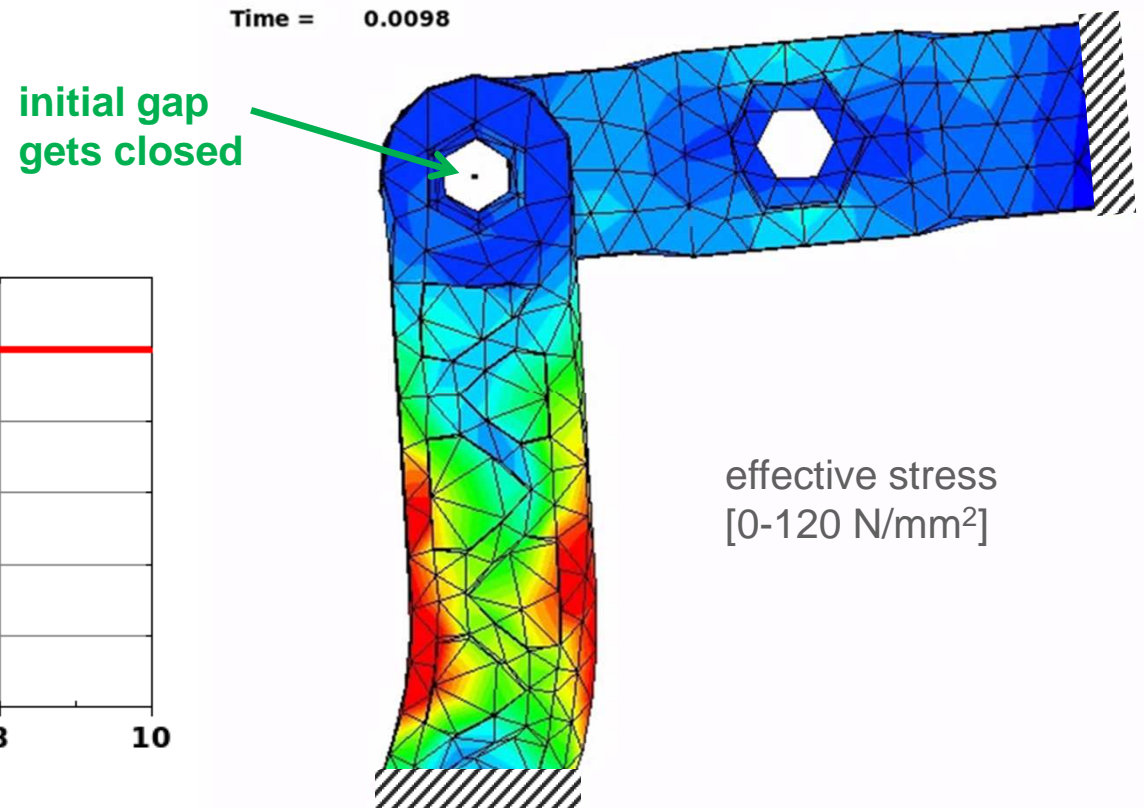 Time = 0.0098
initial gap
gets closed
effective stress
[0-120 N/mm²]
10